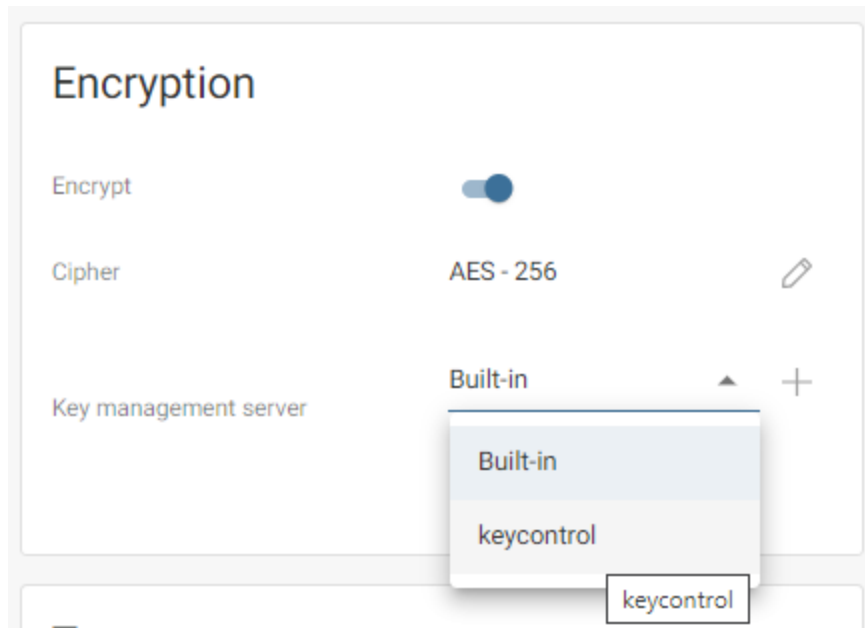 Encryption
Encrypt
Cipher
AES - 256
Key management server
Built-in
Built-in
keycontrol
keycontrol